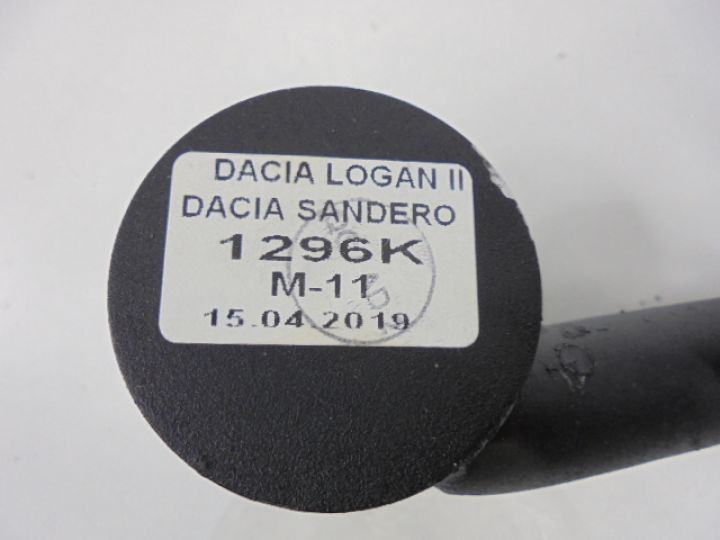 DACIA LOGAN II
DACIA SANDERO
1296K
M-11
15.04.2019